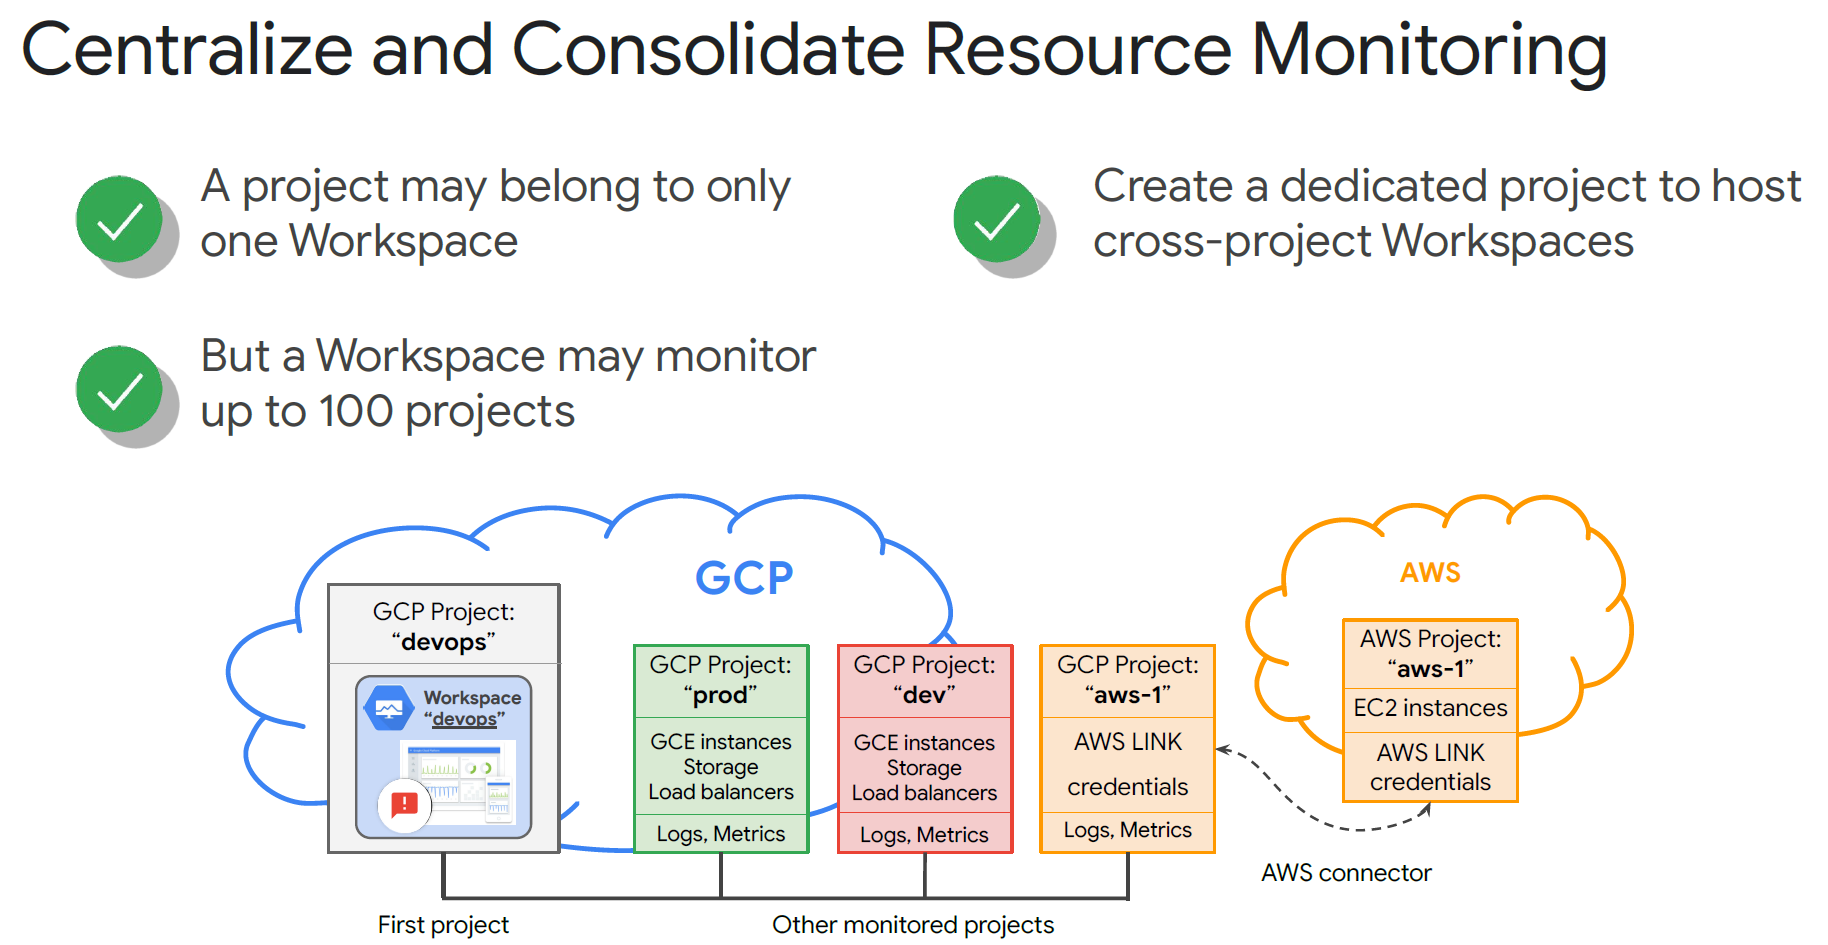 Centralize and Consolidate Resource Monitoring
A project may belong to only
one Workspace
But a Workspace may monitor
up to 100 projects
Create a dedicated project to host
cross-project Workspaces
GCP
GCP Project:
“devops”
Workspace
“devops”
GCP Project:
“prod”
GCE instances
Storage
Load balancers
Logs, Metrics
GCP Project:
“dev”
GCE instances
Storage
Load balancers
Logs, Metrics
GCP Project:
“aws-1”
AWS LINK
credentials
Logs, Metrics
AWS
AWS Project:
“aws-1”
EC2 instances
AWS LINK
credentials
AWS connector
First project
Other monitored projects